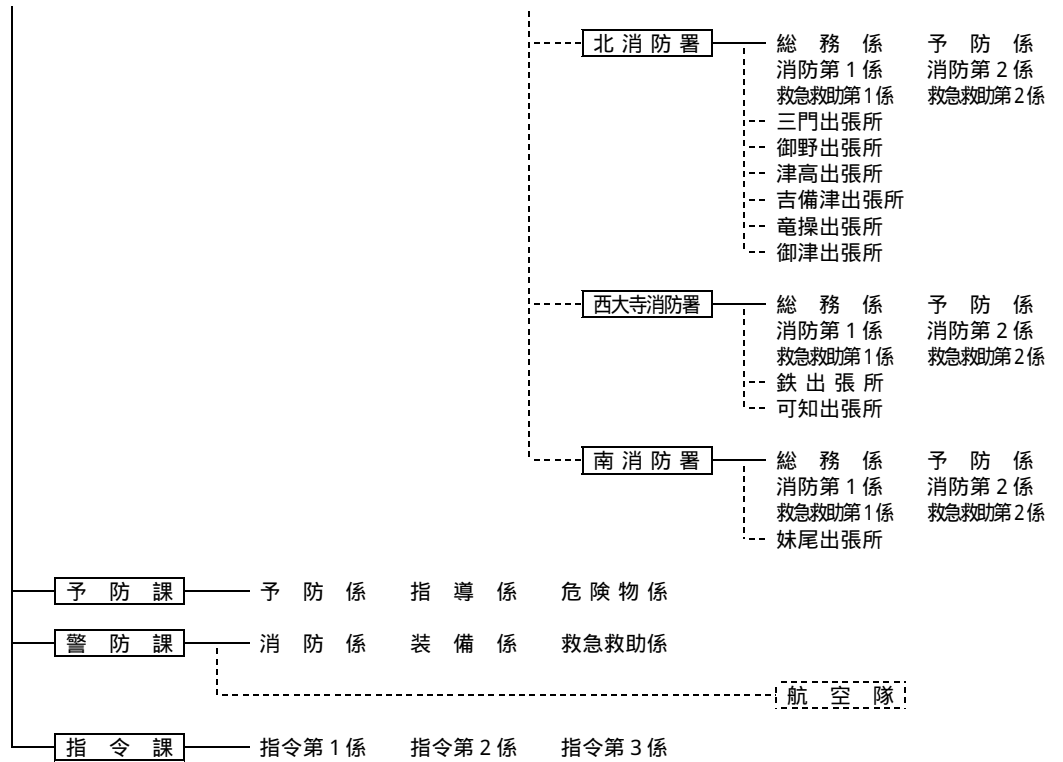 北消防署 総務係 予防係
消防第1係 消防第2係
救急救助第1係 救急救助第2係
三門出張所
御野出張所
津高出張所
吉備津出張所
竜操出張所
御津出張所
西大寺消防署 総務係 予防係
消防第1係 消防第2係
救急救助第1係 救急救助第2係
鉄出張所
可知出張所
南消防署 総務係 予防係
消防第1係 消防第2係
救急救助第1係 救急救助第2係
妹尾出張所
予防課 予防係 指導係 危険物係
警防課 消防係 装備係 救急救助係
航空隊
指令課 指令第1係 指令第2係 指令第3係